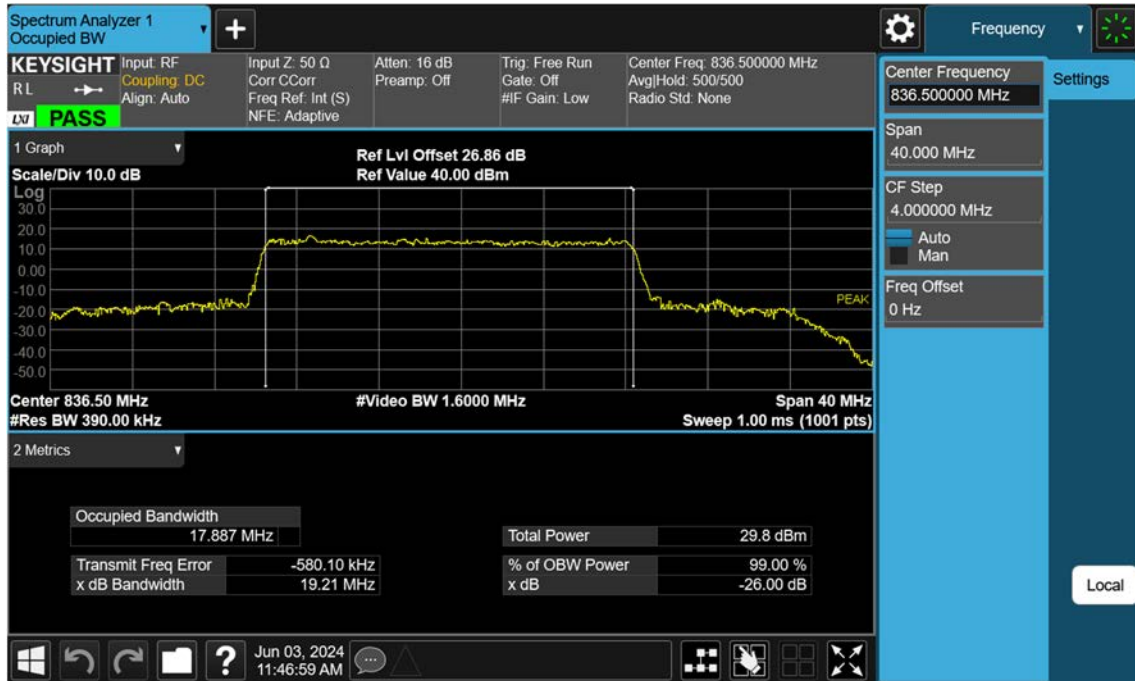 Spectrum Analyzer 1
Occupied BW
Frequency
KEYSIGHT
R L
LXI
PASS
Input: RF
Coupling: DC
Align: Auto
Input Z: 50 Ω
Corr CCorr
Freq Ref: Int (S)
NFE: Adaptive
Atten: 16 dB
Preamp: Off
Trig: Free Run
Gate: Off
#IF Gain: Low
Center Freq: 836.500000 MHz
Avg|Hold: 500/500
Radio Std: None
Center Frequency
836.500000 MHz
Settings
Span
40.000 MHz
CF Step
4.000000 MHz
Auto
Man
Freq Offset
0 Hz
Local
1 Graph
Scale/Div 10.0 dB
Ref Lvl Offset 26.86 dB
Ref Value 40.00 dBm
Log
30.0
20.0
10.0
0.00
-10.0
-20.0
-30.0
-40.0
-50.0
PEAK
Center 836.50 MHz
#Video BW 1.6000 MHz
Span 40 MHz
#Res BW 390.00 kHz
Sweep 1.00 ms (1001 pts)
2 Metrics
Occupied Bandwidth
17.887 MHz
Total Power 29.8 dBm
Transmit Freq Error -580.10 kHz
% of OBW Power 99.00 %
x dB Bandwidth 19.21 MHz
x dB -26.00 dB
?
Jun 03, 2024
11:46:59 AM